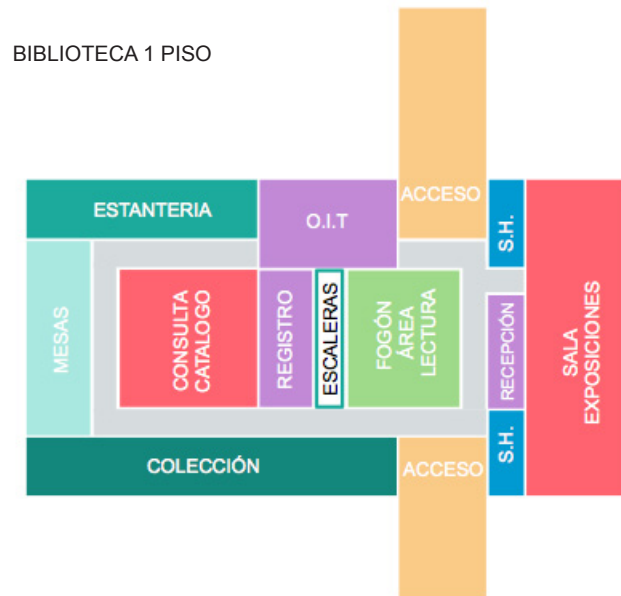 BIBLIOTECA 1 PISO
ACCESO
ESTANTERIA
O.I.T
S.H.
MESAS
CONSULTA
CATALOGO
REGISTRO
ESCALERAS
FOGÓN
ÁREA
LECTURA
RECEPCIÓN
SALA
EXPOSICIONES
COLECCIÓN
ACCESO
S.H.